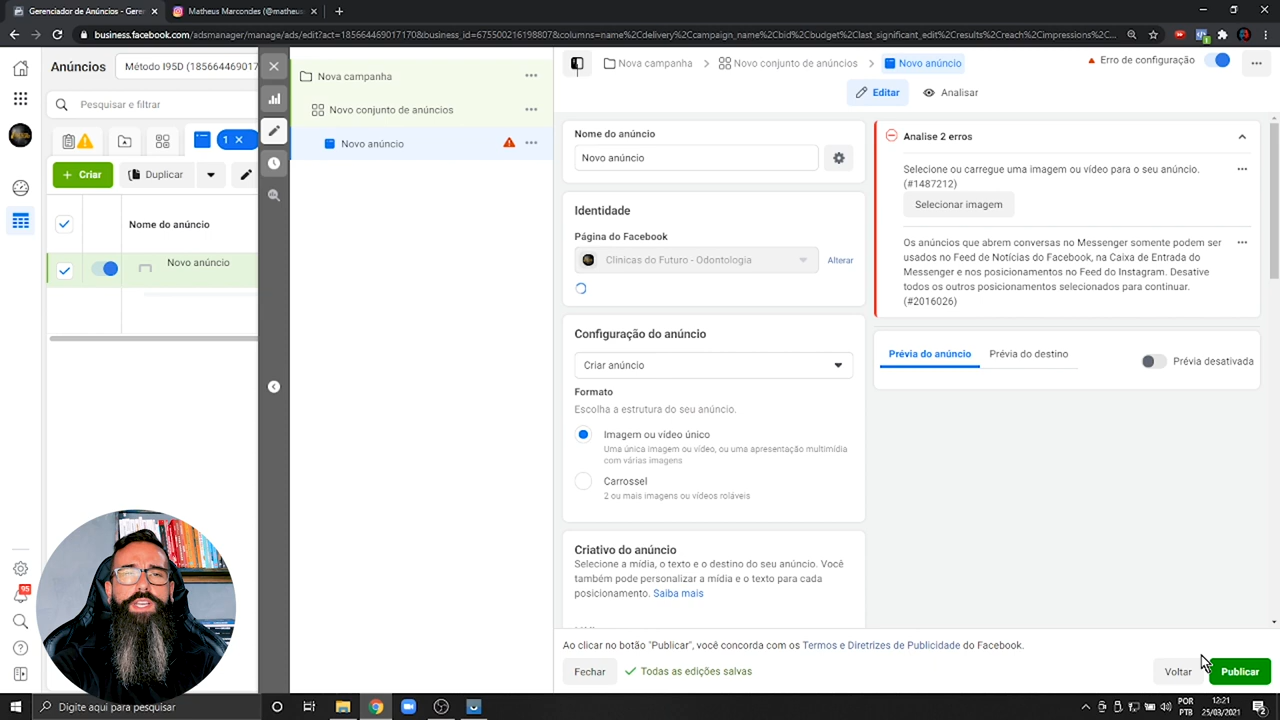 Gerenciador de Anúncios - Geren
Matheus Marcondes (@matheus
business.facebook.com/adsmanager/manage/ads/edit?act=185664469017170&business_id=675500216198807&columns=name%2Cdelivery%2Ccampaign_name%2Cbid%2Cbudget%2Clast_significant_edit%2Cresults%2Creach%2Cimpressions%2C...
Anúncios
Método I95D (185664469017
Pesquise e filtrar
1
Criar
Duplicar
Nome do anúncio
Novo anúncio
95
Nova campanha
Novo conjunto de anúncios
Novo anúncio
Nova campanha
Novo conjunto de anúncios
Novo anúncio
Erro de configuração
Editar
Analisar
Nome do anúncio
Novo anúncio
Identidade
Página do Facebook
Clinicas do Futuro - Odontologia
Alterar
Configuração do anúncio
Criar anúncio
Formato
Escolha a estrutura do seu anúncio.
Imagem ou vídeo único
Uma única imagem ou vídeo, ou uma apresentação multimídia
com várias imagens
Carrossel
2 ou mais imagens ou vídeos roláveis
Criativo do anúncio
Selecione a mídia, o texto e o destino do seu anúncio. Você
também pode personalizar a mídia e o texto para cada
posicionamento. Saiba mais
Analise 2 erros
Selecione ou carregue uma imagem ou vídeo para o seu anúncio.
(#1487212)
Selecionar imagem
Os anúncios que abrem conversas no Messenger somente podem ser
usados no Feed de Notícias do Facebook, na Caixa de Entrada do
Messenger e nos posicionamentos no Feed do Instagram. Desative
todos os outros posicionamentos selecionados para continuar.
(#2016026)
Prévia do anúncio
Prévia do destino
Prévia desativada
Ao clicar no botão "Publicar", você concorda com os Termos e Diretrizes de Publicidade do Facebook.
Fechar
Todas as edições salvas
Voltar
Publicar
Digite aqui para pesquisar
POR
PTB
12:21
25/03/2021
2